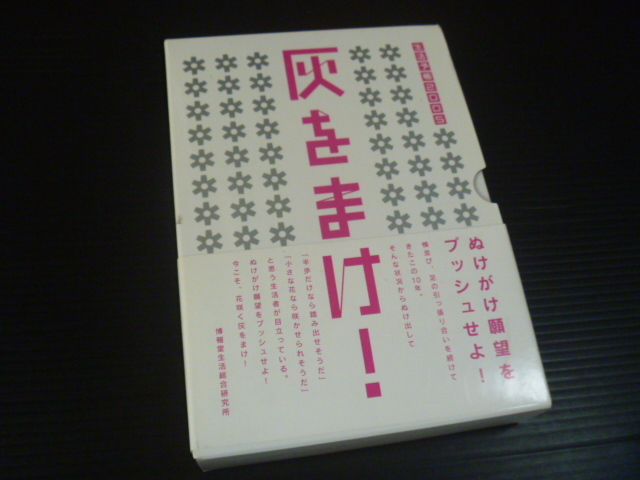 生活予報2005
灰をまけ!
ぬけがけ願望を
プッシュせよ!
横並び、足の引っ張り合いを続けて
きたこの10年。
そんな状況からぬけ出して
「半歩だけなら踏み出せそうだ」
「小さな花なら咲かせられそうだ」
と思う生活者が目立っている。
ぬけがけ願望をプッシュせよ!
今こそ、花咲く灰をまけ!
博報堂生活総合研究所